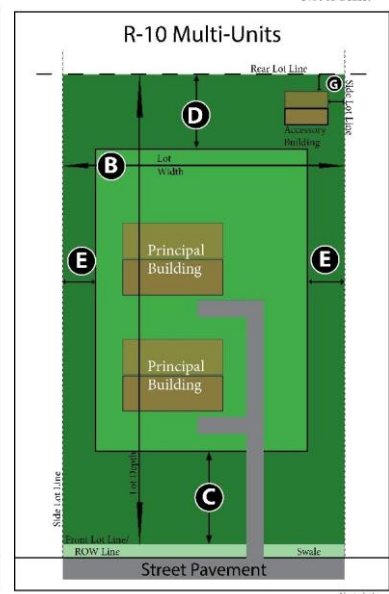 R-10 Multi-Units
Rear Lot Line
G
Side Lot Line
Accessory
Building
D
B
Lot
Width
E
E
Principal
Building
Principal
Building
Lot Depth
C
Side Lot Line
Front Lot Line/
ROW Line
Swale
Street Pavement